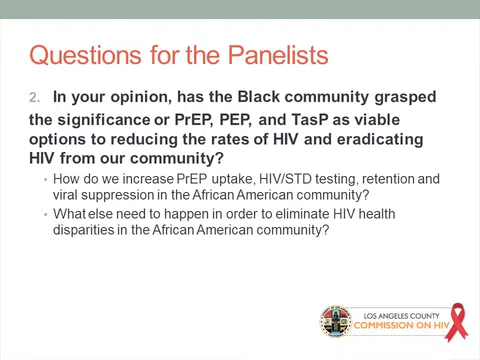 Questions for the Panelists
2. In your opinion, has the Black community grasped
the significance or PrEP, PEP, and TasP as viable
options to reducing the rates of HIV and eradicating
HIV from our community?
• How do we increase PrEP uptake, HIV/STD testing, retention and
viral suppression in the African American community?
• What else need to happen in order to eliminate HIV health
disparities in the African American community?
LOS ANGELES COUNTY
COMMISSION ON HIV